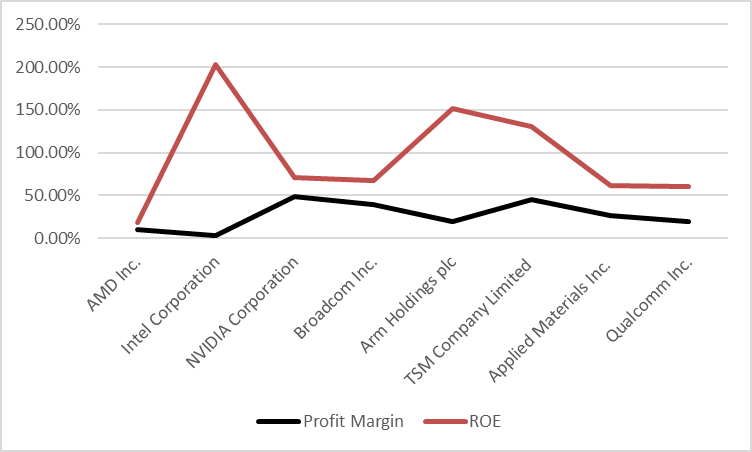 250.00%
200.00%
150.00%
100.00%
50.00%
0.00%
AMD Inc.
Intel Corporation
NVIDIA Corporation
Broadcom Inc.
Arm Holdings plc
TSM Company Limited
Applied Materials Inc.
Qualcomm Inc.
Profit Margin
ROE